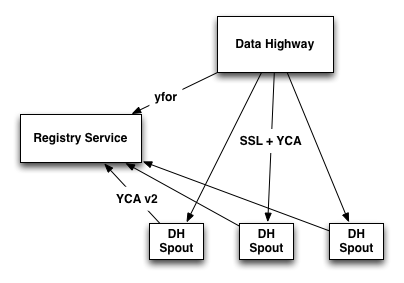 Data Highway
yfor
Registry Service
SSL + YCA
YCA v2
DH
Spout
DH
Spout
DH
Spout